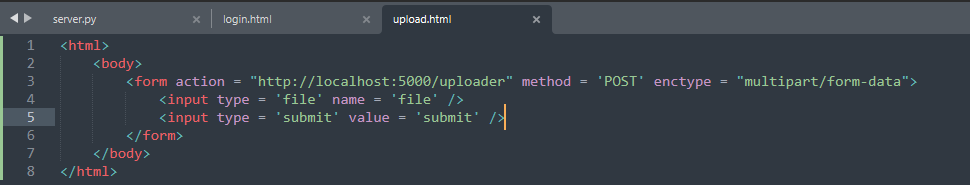 server.py × login.html × upload.html ×
1 <html>
2 <body>
3 <form action = "http://localhost:5000/uploader" method = 'POST' enctype = "multipart/form-data">
4 <input type = 'file' name = 'file' />
5 <input type = 'submit' value = 'submit' />
6 </form>
7 </body>
8 </html>